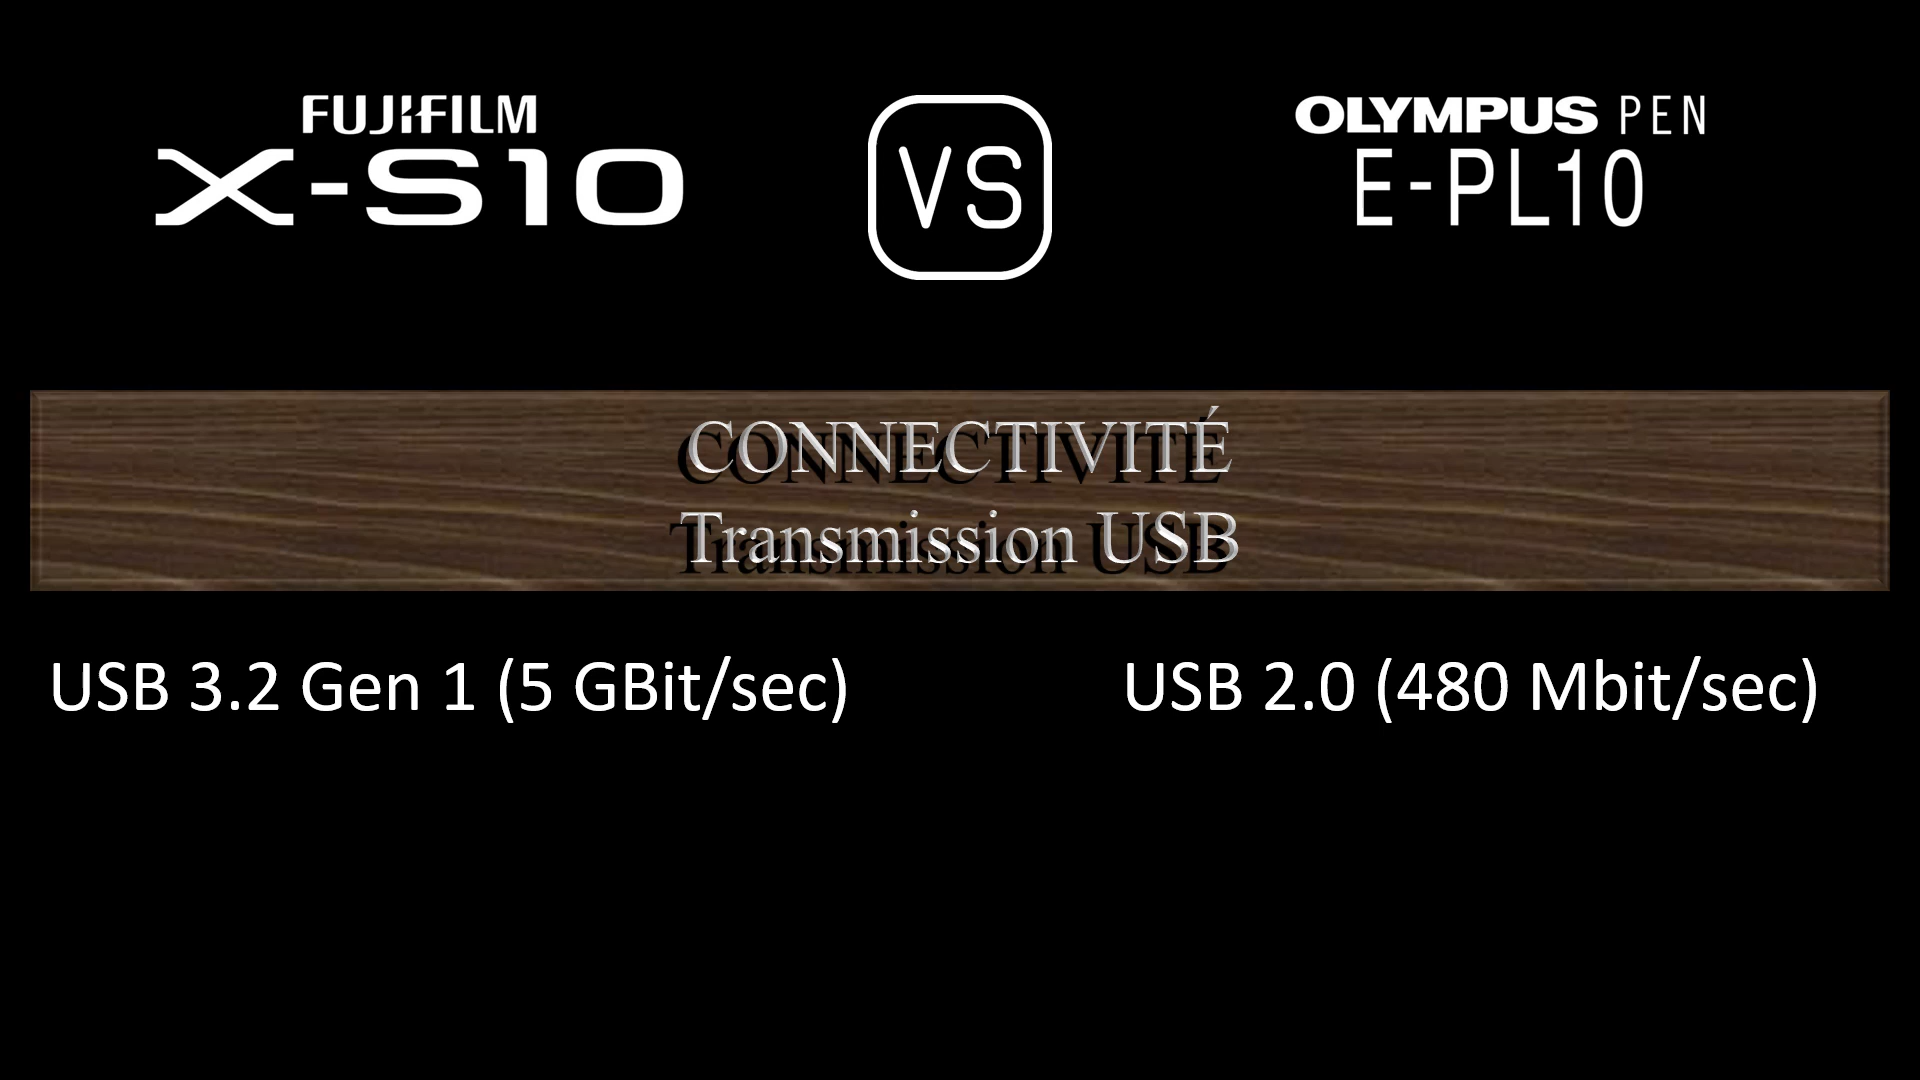 FUJIFILM
X-S10
VS
OLYMPUS PEN
E-PL10
CONNECTIVITÉ
Transmission USB
USB 3.2 Gen 1 (5 GBit/sec)
USB 2.0 (480 Mbit/sec)